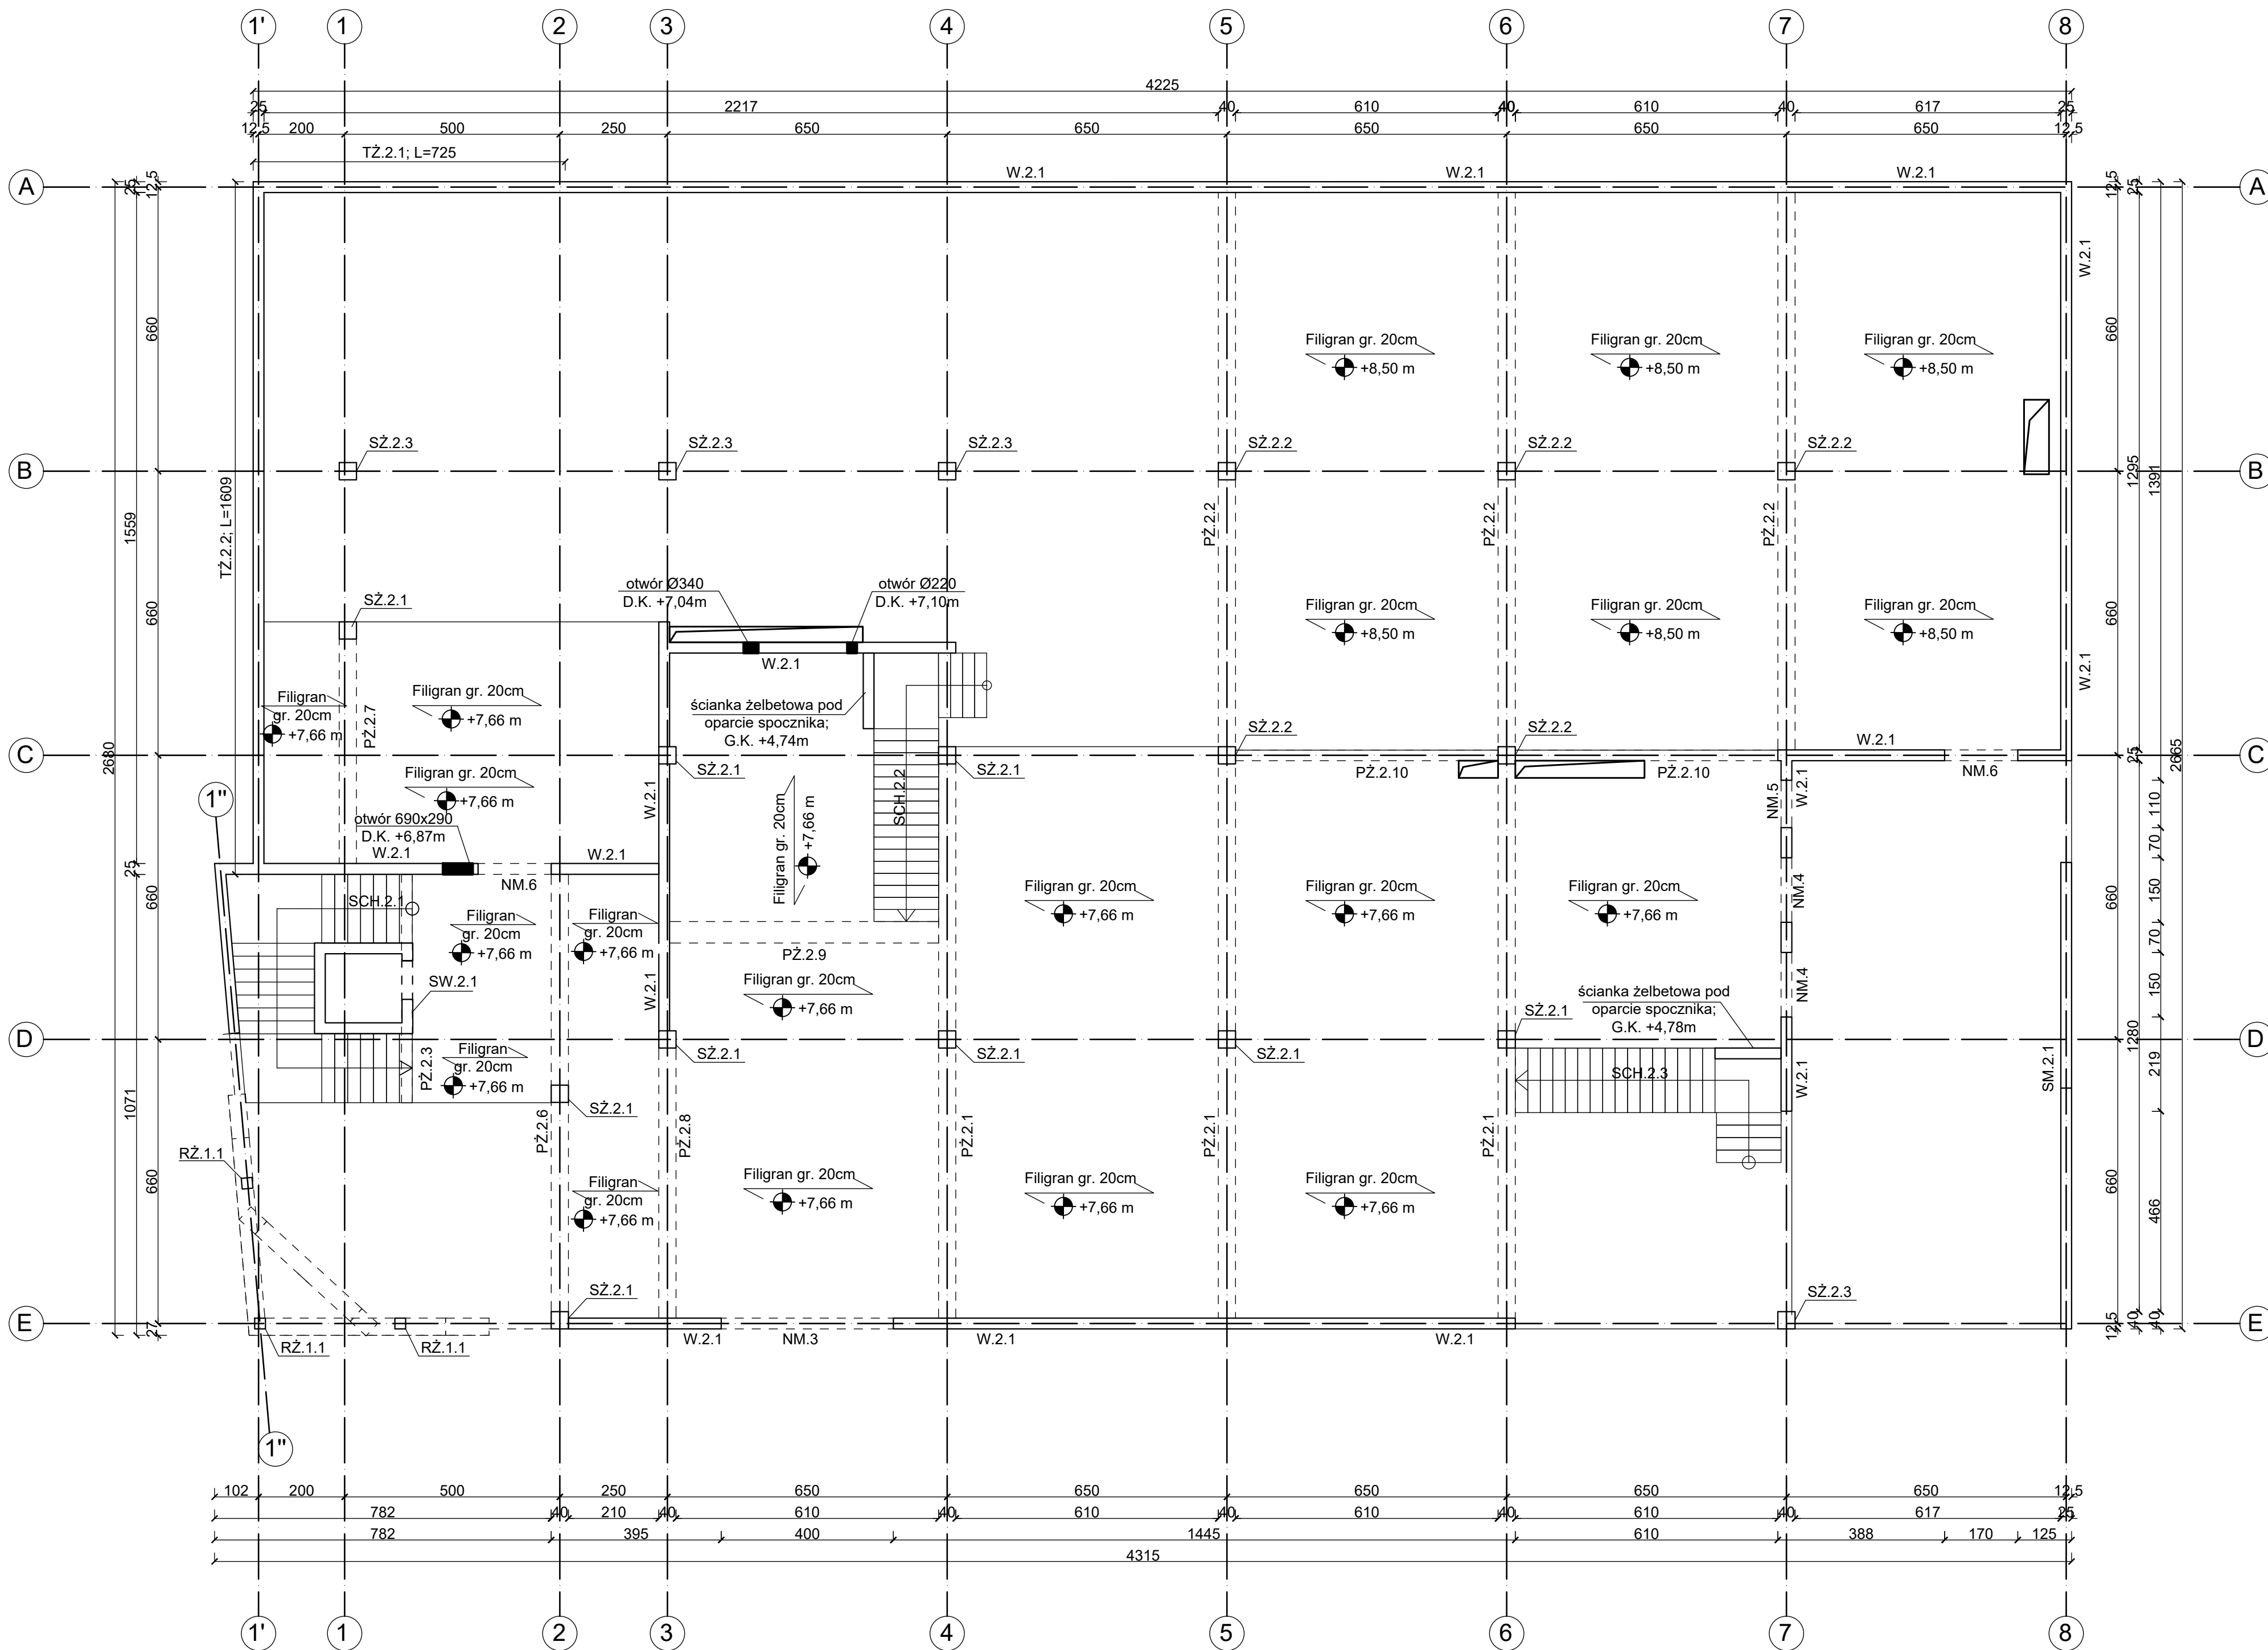 1' 1 2 3 4 5 6 7 8
4225
25 2217 40 610 40 610 40 617 25
12,5 200 500 250 650 650 650 650 650 12,5
TŻ.2.1; L=725
W.2.1 W.2.1 W.2.1
A A
25 12,5 12,5 25
W.2.1
660 660
Filigran gr. 20cm Filigran gr. 20cm Filigran gr. 20cm
+8,50 m +8,50 m +8,50 m
SŻ.2.3 SŻ.2.3 SŻ.2.3 SŻ.2.2 SŻ.2.2 SŻ.2.2
B B
1295 1391
1559
TŻ.2.2; L=1609
PŻ.2.2 PŻ.2.2 PŻ.2.2
otwór Ø340
D.K. +7,04m
otwór Ø220
D.K. +7,10m
SŻ.2.1
Filigran gr. 20cm Filigran gr. 20cm Filigran gr. 20cm
+8,50 m +8,50 m +8,50 m
660 660
W.2.1
W.2.1
Filigran
gr. 20cm
+7,66 m
PŻ.2.7
Filigran gr. 20cm
+7,66 m
ścianka żelbetowa pod
oparcie spocznika;
G.K. +4,74m
SŻ.2.2 SŻ.2.2
W.2.1
C C
2680 25 2665
SŻ.2.1 SŻ.2.1
PŻ.2.10 PŻ.2.10
NM.6
Filigran gr. 20cm
+7,66 m
1"
W.2.1
SCH.2.2
NM.5
W.2.1
110
Filigran gr. 20cm
+7,66 m
otwór 690x290
D.K. +6,87m
W.2.1 W.2.1
70
25
NM.6
660 660
Filigran gr. 20cm Filigran gr. 20cm Filigran gr. 20cm
+7,66 m +7,66 m +7,66 m
NM.4
150
SCH.2.1
Filigran
gr. 20cm
+7,66 m
Filigran
gr. 20cm
+7,66 m
70
PŻ.2.9
SW.2.1
W.2.1
Filigran gr. 20cm
+7,66 m
NM.4
150
ścianka żelbetowa pod
oparcie spocznika;
G.K. +4,78m
SŻ.2.1
D D
1280
SŻ.2.1 SŻ.2.1 SŻ.2.1
PŻ.2.3
Filigran
gr. 20cm
+7,66 m
SCH.2.3
W.2.1
SM.2.1
219
1071
SŻ.2.1
PŻ.2.6
PŻ.2.8
PŻ.2.1 PŻ.2.1 PŻ.2.1
RŻ.1.1
660 660
Filigran
gr. 20cm
+7,66 m
Filigran gr. 20cm Filigran gr. 20cm Filigran gr. 20cm
+7,66 m +7,66 m +7,66 m
466
SŻ.2.1 SŻ.2.3
E E
27 12,5 40 40
RŻ.1.1 RŻ.1.1
W.2.1 NM.3 W.2.1 W.2.1
1"
102 200 500 250 650 650 650 650 650 12,5
782 40 210 40 610 40 610 40 610 40 610 40 617 25
782 395 400 1445 610 388 170 125
4315
1' 1 2 3 4 5 6 7 8